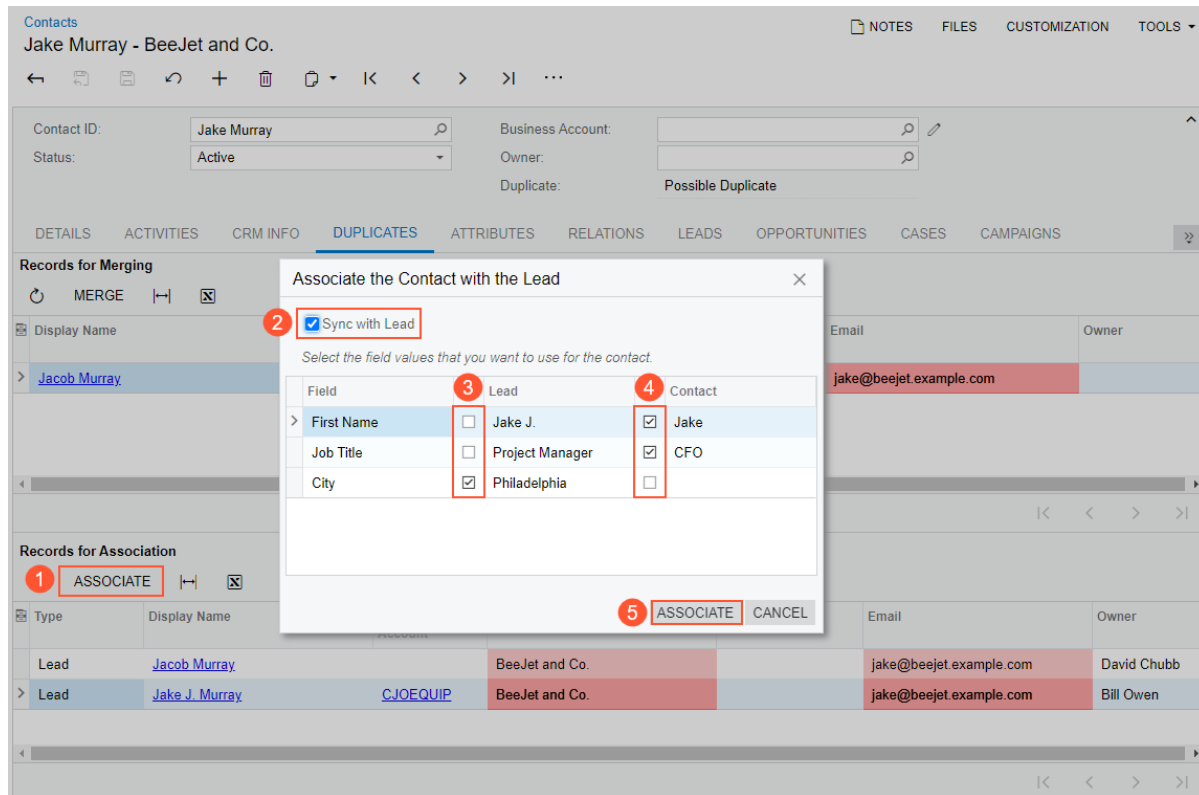 Contacts
NOTES FILES CUSTOMIZATION TOOLS
Jake Murray - BeeJet and Co.
Contact ID: Jake Murray Business Account:
Status: Active Owner:
Duplicate: Possible Duplicate
DETAILS ACTIVITIES CRM INFO DUPLICATES ATTRIBUTES RELATIONS LEADS OPPORTUNITIES CASES CAMPAIGNS
Records for Merging
MERGE
Display Name Email Owner
Jacob Murray jake@beejet.example.com
Associate the Contact with the Lead
2 Sync with Lead
Select the field values that you want to use for the contact.
Field 3 Lead 4 Contact
First Name Jake J. Jake
Job Title Project Manager CFO
City Philadelphia
5 ASSOCIATE CANCEL
Records for Association
1 ASSOCIATE
Type Display Name Account Email Owner
Lead Jacob Murray BeeJet and Co. jake@beejet.example.com David Chubb
Lead Jake J. Murray CJOEQUIP BeeJet and Co. jake@beejet.example.com Bill Owen